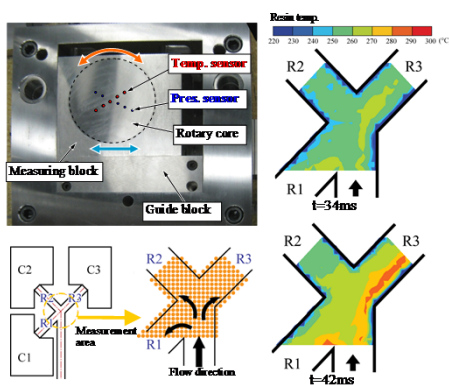 Temp. sensor
Pres. sensor
Rotary core
Measuring block
Guide block
Resin temp.
220 230 240 250 260 270 280 290 300 (°C
R2
R3
R1
t=34ms
R2
R3
R1
t=42ms
C2
C3
R2
R3
R1
C1
Measurement
area
R2
R3
R1
Flow direction